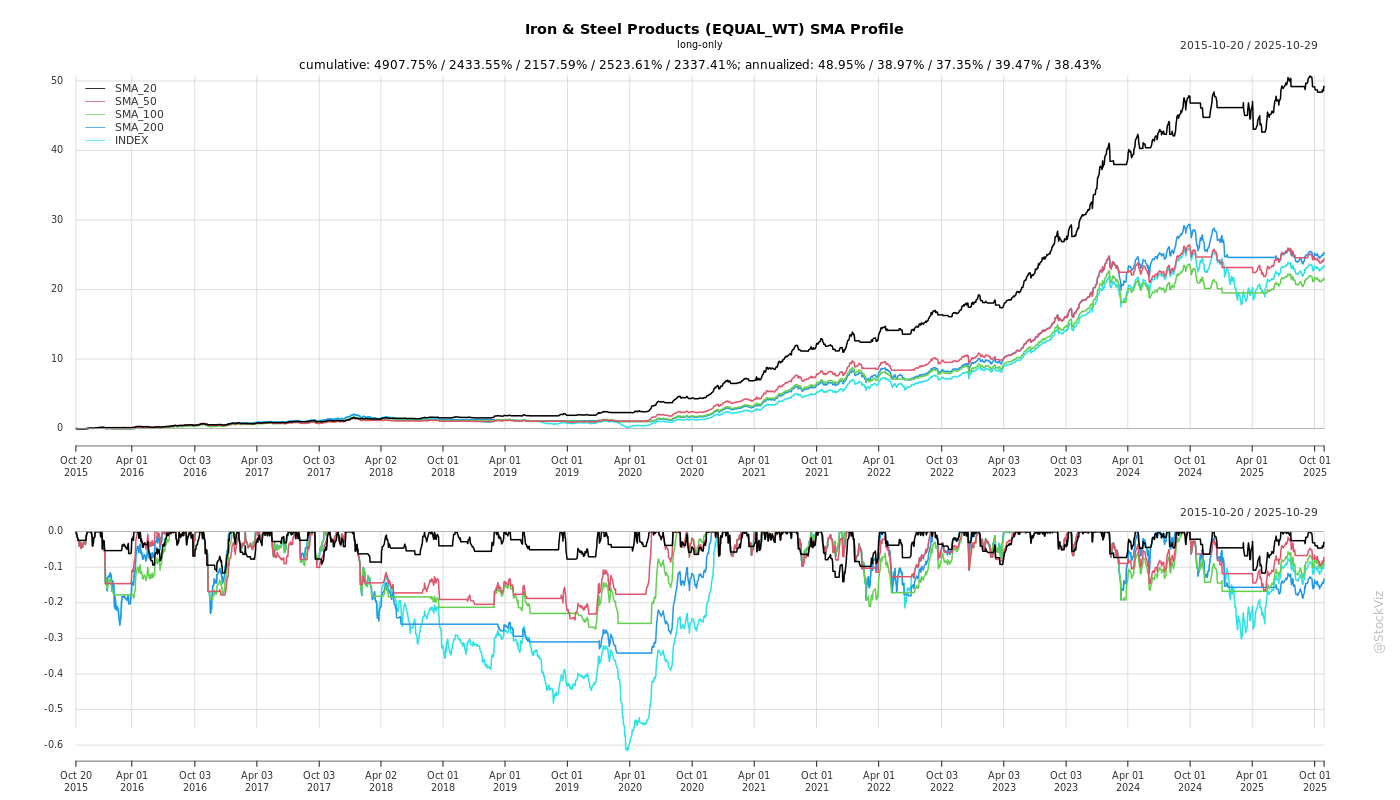 Iron & Steel Products (EQUAL_WT) SMA Profile
long-only
2015-10-20 / 2025-10-29
cumulative: 4907.75% / 2433.55% / 2157.59% / 2523.61% / 2337.41%; annualized: 48.95% / 38.97% / 37.35% / 39.47% / 38.43%
SMA_20
SMA_50
SMA_100
SMA_200
INDEX
50
40
30
20
10
0
Oct 20 Apr 01 Oct 03 Apr 03 Oct 03 Apr 02 Oct 01 Apr 01 Oct 01 Apr 01 Oct 01 Apr 01 Oct 01 Apr 01 Oct 03 Apr 03 Oct 03 Apr 01 Oct 01 Apr 01 Oct 01
2015 2016 2016 2017 2017 2018 2018 2019 2019 2020 2020 2021 2021 2022 2022 2023 2023 2024 2024 2025 2025
2015-10-20 / 2025-10-29
0.0
-0.1
-0.2
-0.3
-0.4
-0.5
-0.6
Oct 20 Apr 01 Oct 03 Apr 03 Oct 03 Apr 02 Oct 01 Apr 01 Oct 01 Apr 01 Oct 01 Apr 01 Oct 01 Apr 01 Oct 03 Apr 03 Oct 03 Apr 01 Oct 01 Apr 01 Oct 01
2015 2016 2016 2017 2017 2018 2018 2019 2019 2020 2020 2021 2021 2022 2022 2023 2023 2024 2024 2025 2025
@StockViz